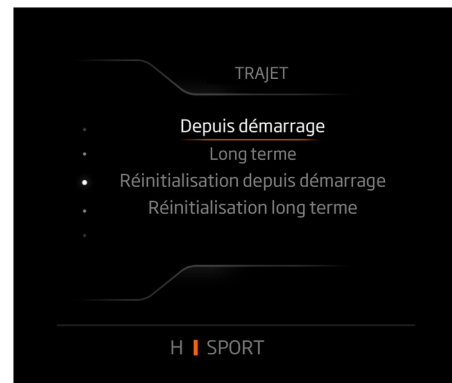 TRAJET
Depuis démarrage
Long terme
Réinitialisation depuis démarrage
Réinitialisation long terme
H SPORT